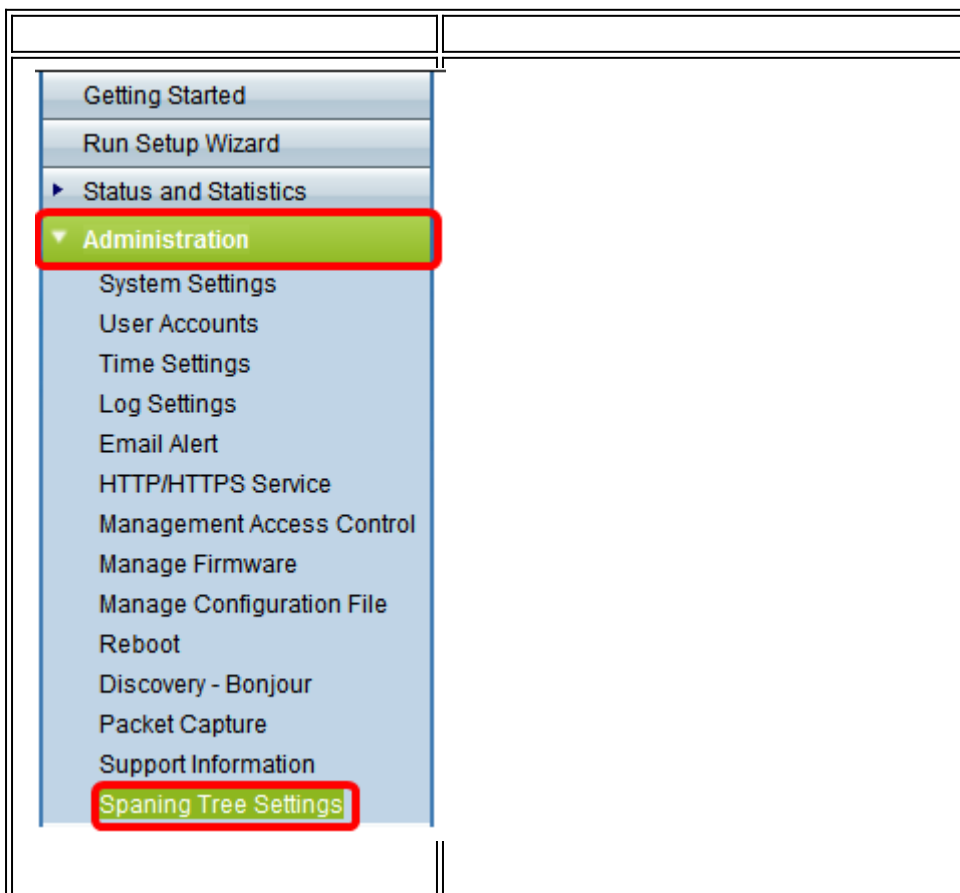 Getting Started
Run Setup Wizard
Status and Statistics
Administration
System Settings
User Accounts
Time Settings
Log Settings
Email Alert
HTTP/HTTPS Service
Management Access Control
Manage Firmware
Manage Configuration File
Reboot
Discovery - Bonjour
Packet Capture
Support Information
Spaning Tree Settings